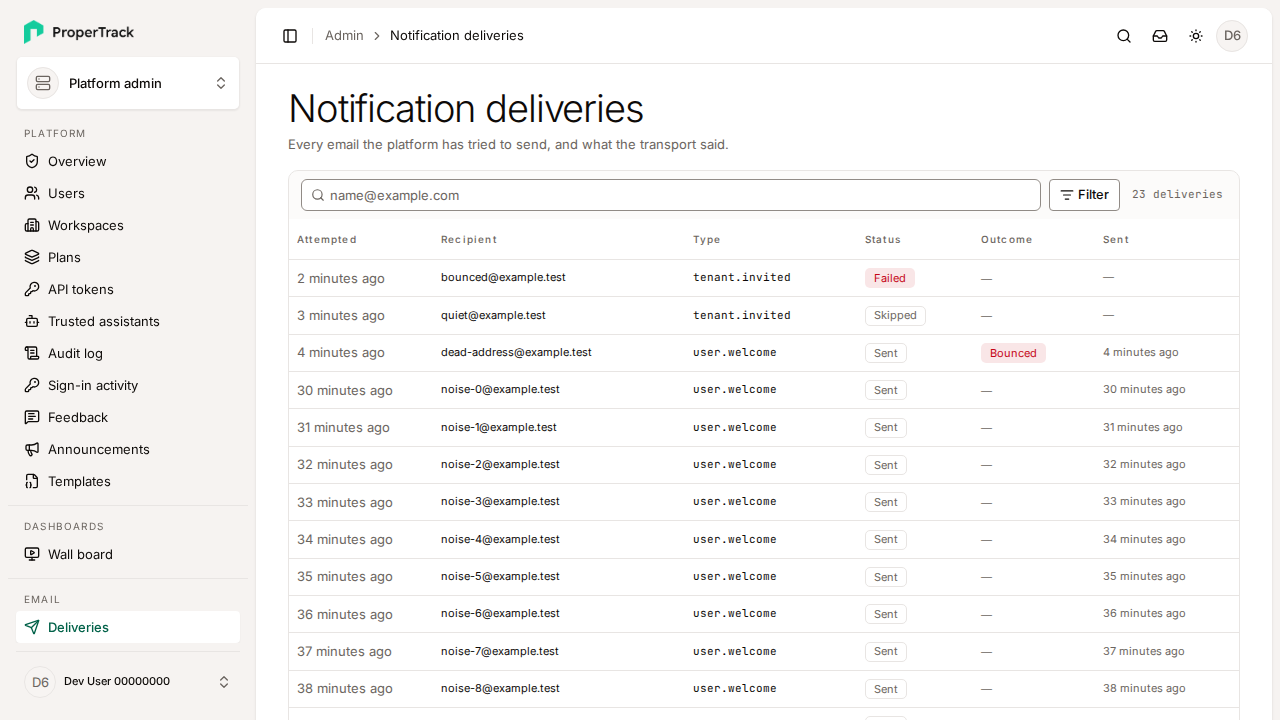 ProperTrack
Platform admin
PLATFORM
Overview
Users
Workspaces
Plans
API tokens
Trusted assistants
Audit log
Sign-in activity
Feedback
Announcements
Templates
DASHBOARDS
Wall board
EMAIL
Deliveries
D6 Dev User 00000000
Admin > Notification deliveries
D6
Notification deliveries
Every email the platform has tried to send, and what the transport said.
name@example.com Filter 23 deliveries
Attempted Recipient Type Status Outcome Sent
2 minutes ago bounced@example.test tenant.invited Failed — —
3 minutes ago quiet@example.test tenant.invited Skipped — —
4 minutes ago dead-address@example.test user.welcome Sent Bounced 4 minutes ago
30 minutes ago noise-0@example.test user.welcome Sent — 30 minutes ago
31 minutes ago noise-1@example.test user.welcome Sent — 31 minutes ago
32 minutes ago noise-2@example.test user.welcome Sent — 32 minutes ago
33 minutes ago noise-3@example.test user.welcome Sent — 33 minutes ago
34 minutes ago noise-4@example.test user.welcome Sent — 34 minutes ago
35 minutes ago noise-5@example.test user.welcome Sent — 35 minutes ago
36 minutes ago noise-6@example.test user.welcome Sent — 36 minutes ago
37 minutes ago noise-7@example.test user.welcome Sent — 37 minutes ago
38 minutes ago noise-8@example.test user.welcome Sent — 38 minutes ago